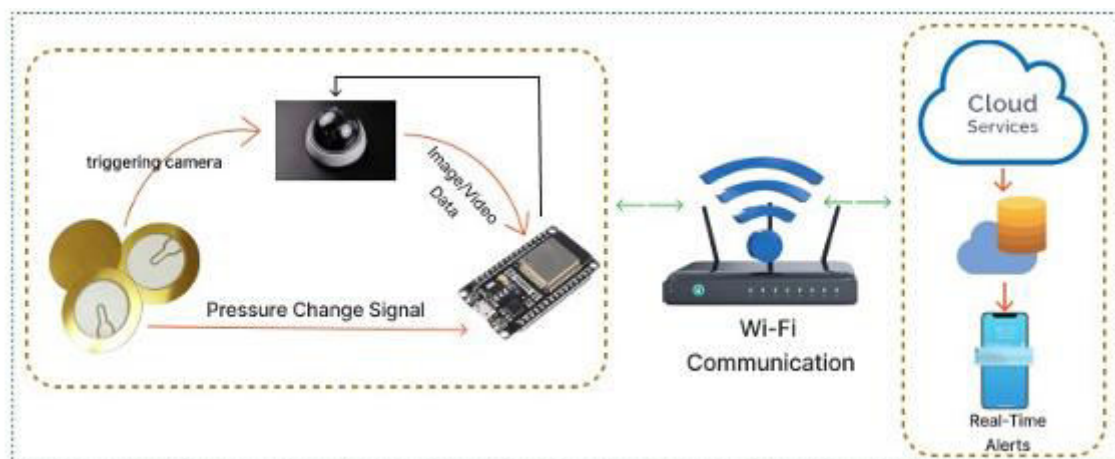 triggering camera
Image/Video
Data
Pressure Change Signal
Wi-Fi
Communication
Cloud
Services
Real-Time
Alerts